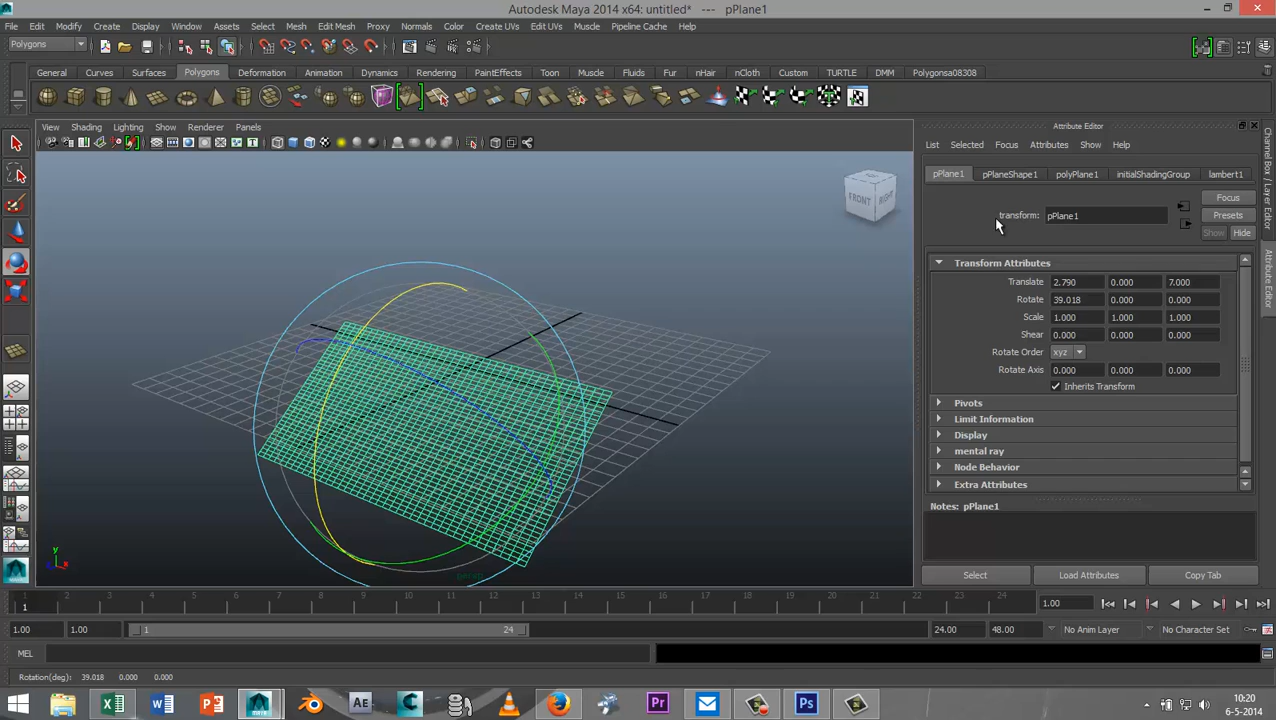 Autodesk Maya 2014 x64: untitled* --- pPlane1
File Edit Modify Create Display Window Assets Select Mesh Edit Mesh Proxy Normals Color Create UVs Edit UVs Muscle Pipeline Cache Help
Polygons
General Curves Surfaces Polygons Deformation Animation Dynamics Rendering PaintEffects Toon Muscle Fluids Fur nHair nCloth Custom TURTLE DMM Polygonsa08308
View Shading Lighting Show Renderer Panels
Attribute Editor
List Selected Focus Attributes Show Help
pPlane1 pPlaneShape1 polyPlane1 initialShadingGroup lambert1
Focus
transform: pPlane1
Presets
Show Hide
Transform Attributes
Translate 2.790 0.000 7.000
Rotate 39.018 0.000 0.000
Scale 1.000 1.000 1.000
Shear 0.000 0.000 0.000
Rotate Order xyz
Rotate Axis 0.000 0.000 0.000
Inherits Transform
Pivots
Limit Information
Display
mental ray
Node Behavior
Extra Attributes
Notes: pPlane1
Select Load Attributes Copy Tab
FRONT RIGHT
y
x
Channel Box / Layer Editor
Attribute Editor
1 2 3 4 5 6 7 8 9 10 11 12 13 14 15 16 17 18 19 20 21 22 23 24
1
1.00
1.00 1.00 1 24 24.00 48.00 No Anim Layer No Character Set
MEL
Rotation(deg): 39.018 0.000 0.000
10:20
6-5-2014